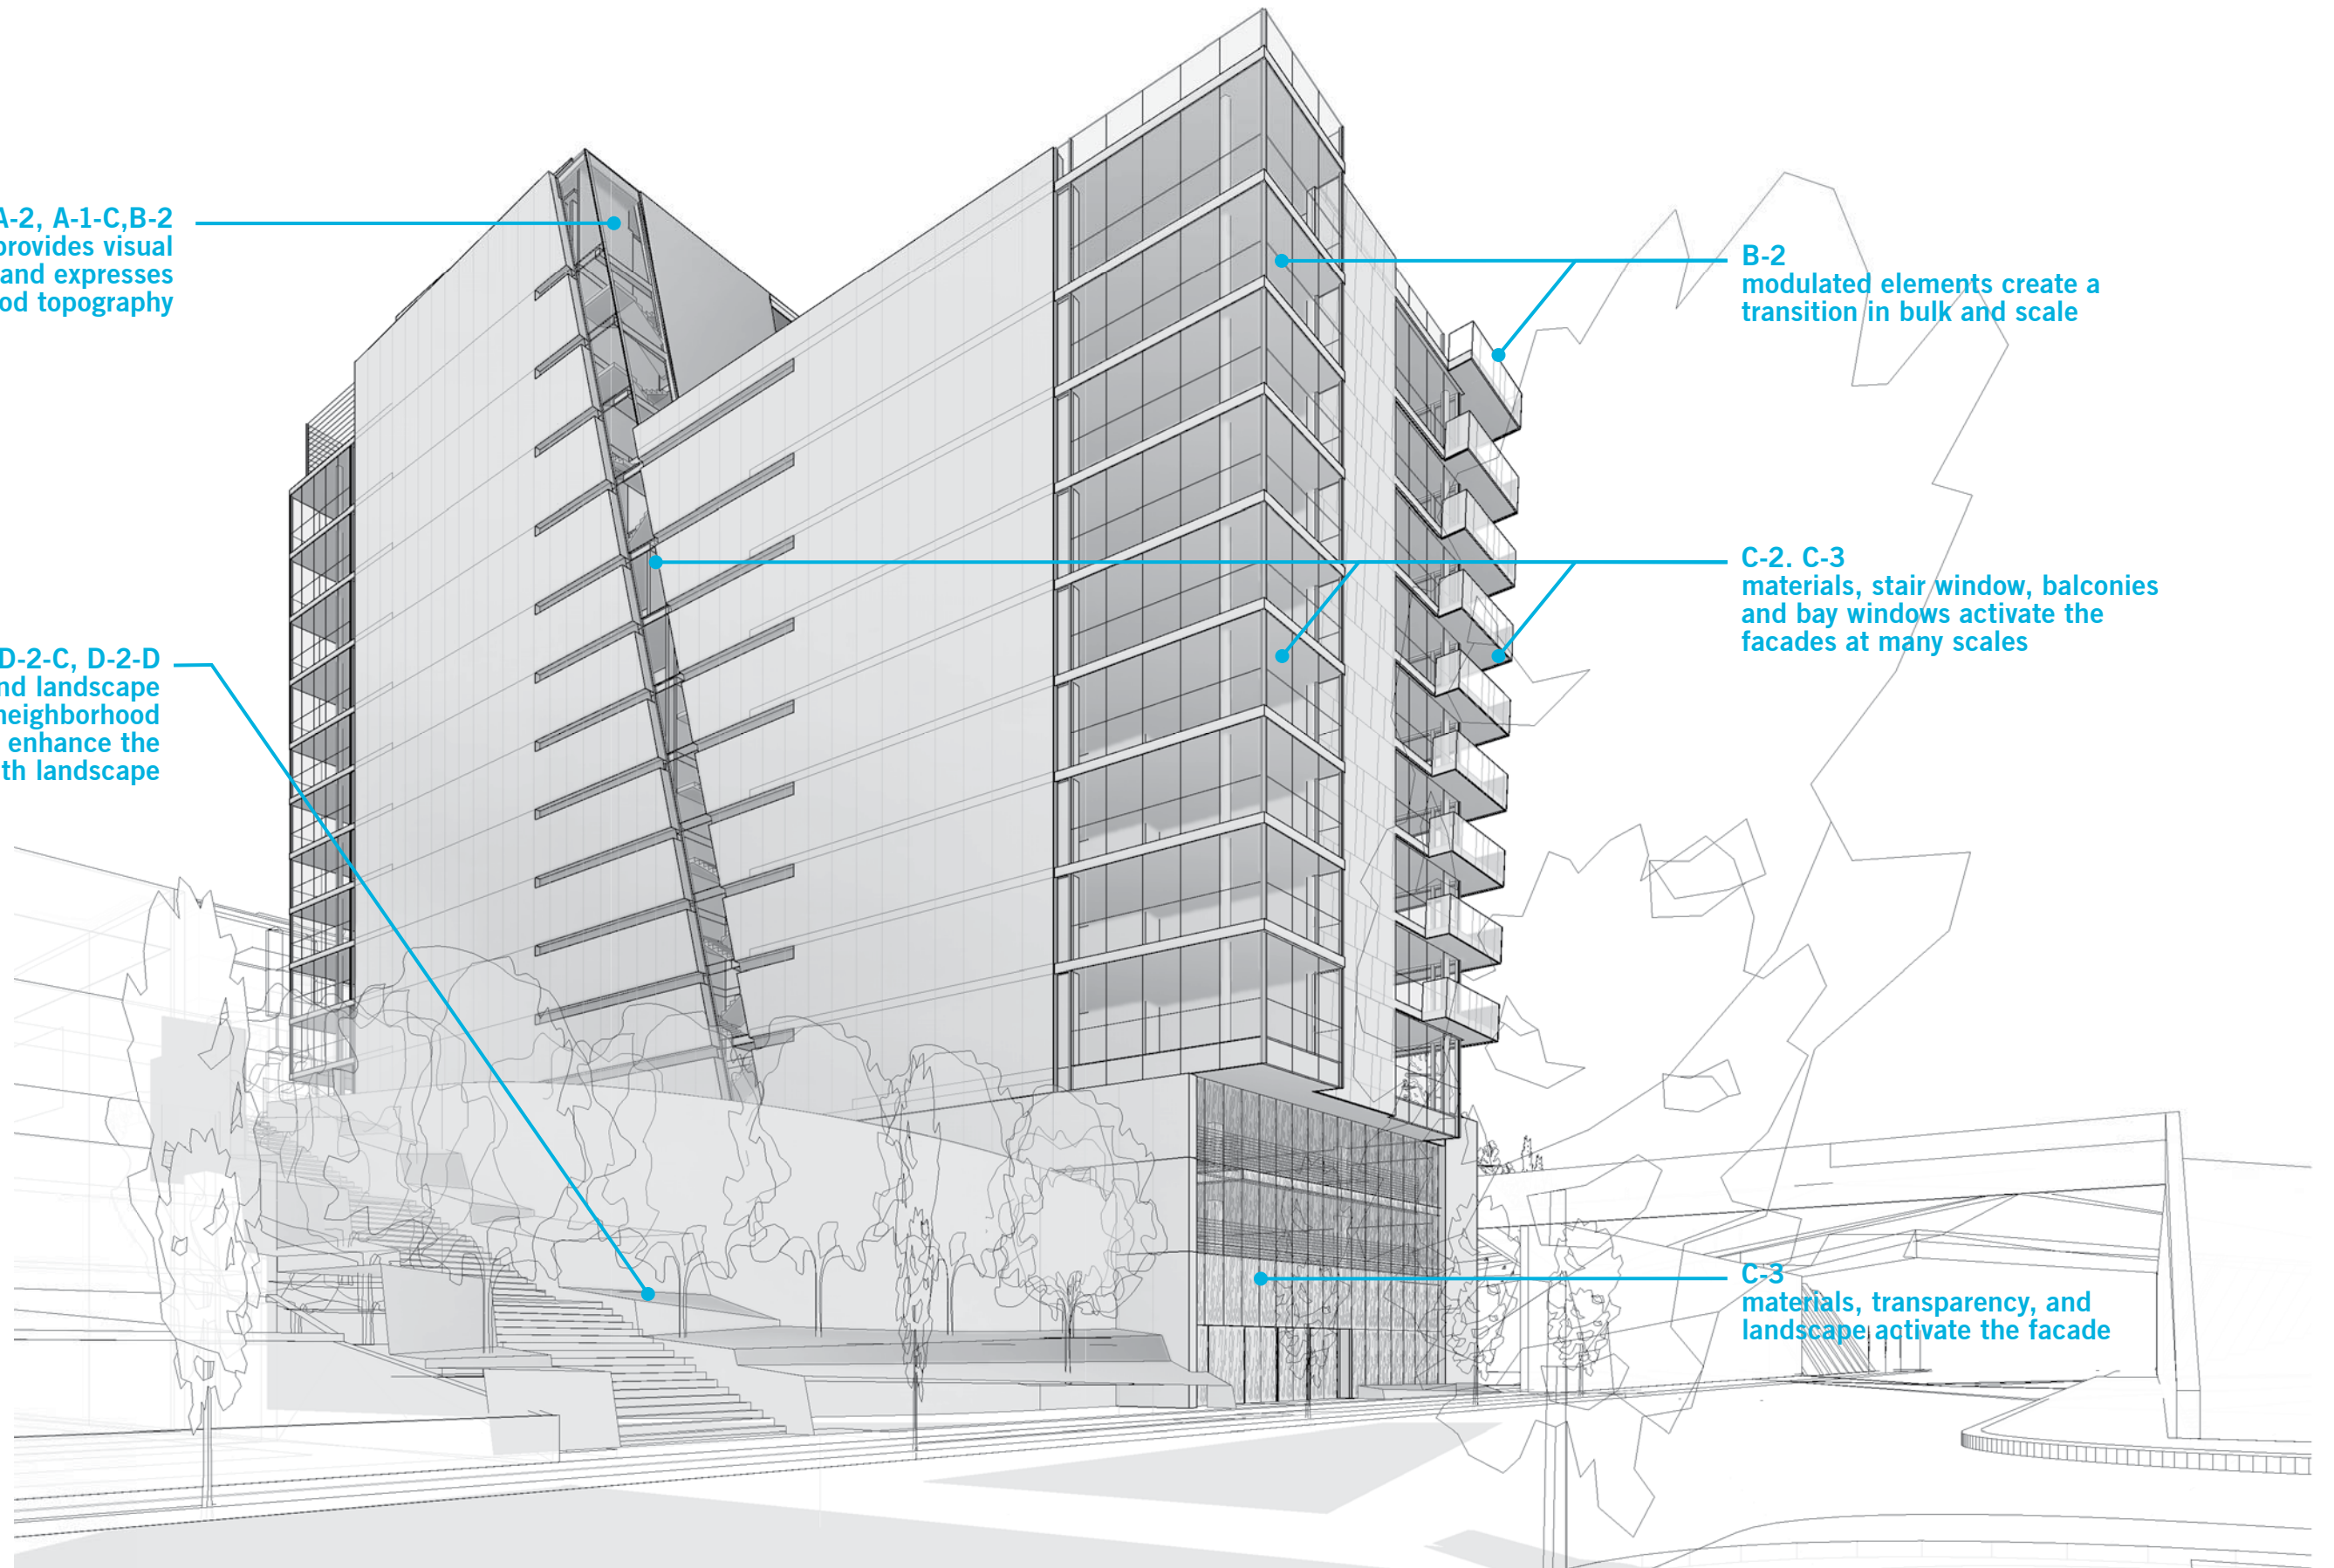 A-2, A-1-C,B-2
provides visual
and expresses
od topography
D-2-C, D-2-D
nd landscape
neighborhood
enhance the
th landscape
B-2
modulated elements create a
transition in bulk and scale
C-2. C-3
materials, stair window, balconies
and bay windows activate the
facades at many scales
C-3
materials, transparency, and
landscape activate the facade